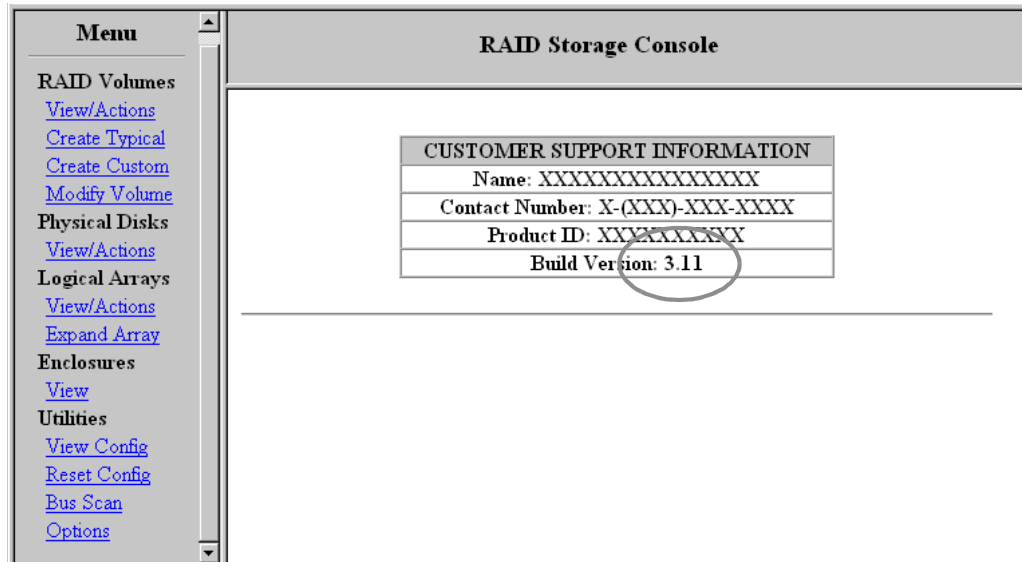 Menu
RAID Volumes
View/Actions
Create Typical
Create Custom
Modify Volume
Physical Disks
View/Actions
Logical Arrays
View/Actions
Expand Array
Enclosures
View
Utilities
View Config
Reset Config
Bus Scan
Options
RAID Storage Console
CUSTOMER SUPPORT INFORMATION
Name: XXXXXXXXXXXXXXX
Contact Number: X-(XXX)-XXX-XXXX
Product ID: XXXXXXXXXX
Build Version: 3.11